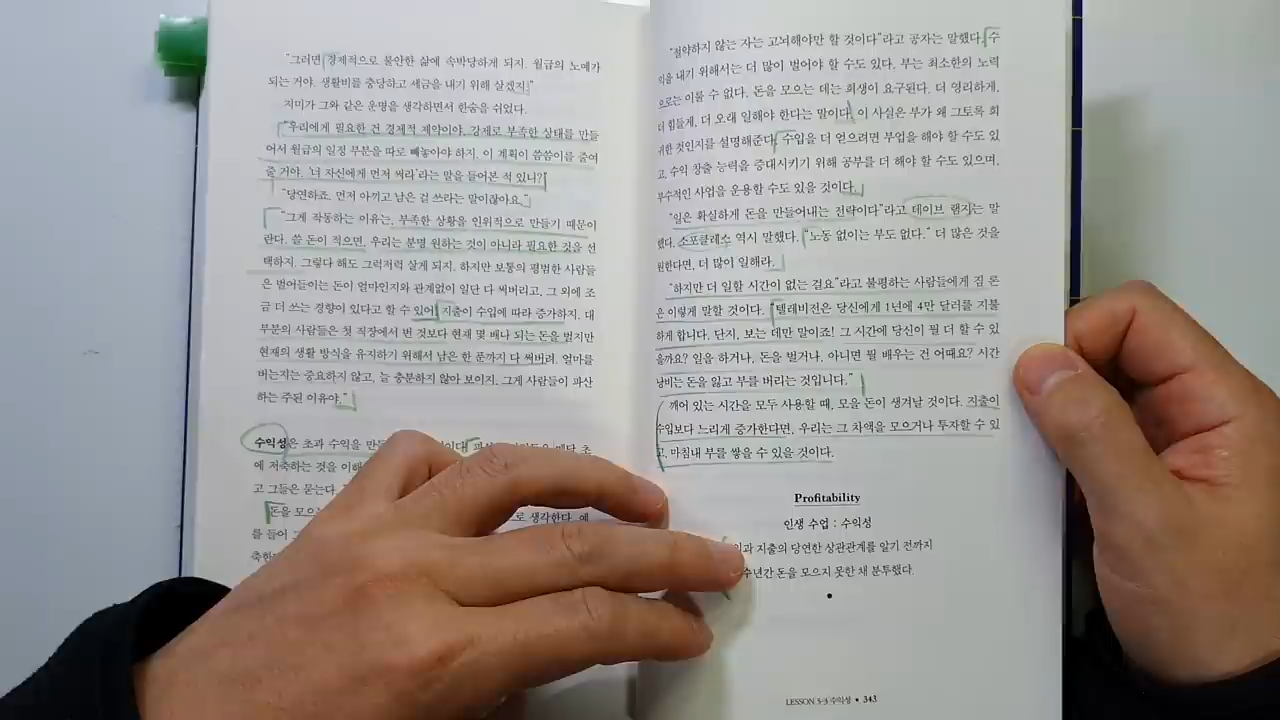 "그러면 경제적으로 불안한 삶에 속박당하게 되지. 월급의 노예가
되는 거야. 생활비를 충당하고 세금을 내기 위해 살겠지."
지미가 그와 같은 운명을 생각하면서 한숨을 쉬었다.
"우리에게 필요한 건 경제적 제약이야. 강제로 부족한 상태를 만들
어서 월급의 일정 부분을 따로 빼놓아야 하지. 이 계획이 씀씀이를 줄여
줄 거야. '너 자신에게 먼저 써라'라는 말을 들어본 적 있니?"
"당연하죠. 먼저 아끼고 남은 걸 쓰라는 말이잖아요."
"그게 작동하는 이유는, 부족한 상황을 인위적으로 만들기 때문이
란다. 쓸 돈이 적으면, 우리는 분명 원하는 것이 아니라 필요한 것을 선
택하지. 그렇다 해도 그럭저럭 살게 되지. 하지만 보통의 평범한 사람들
은 벌어들이는 돈이 얼마인지와 관계없이 일단 다 써버리고, 그 외에 조
금 더 쓰는 경향이 있다고 할 수 있어. 지출이 수입에 따라 증가하지. 대
부분의 사람들은 첫 직장에서 번 것보다 현재 몇 배나 되는 돈을 벌지만
현재의 생활 방식을 유지하기 위해서 남은 한 푼까지 다 써버려. 얼마를
버는지는 중요하지 않고, 늘 충분하지 않아 보이지. 그게 사람들이 파산
하는 주된 이유야."
수익성은 초과 수익을 만
에 저축하는 것을 이해
고 그들은 묻는다.
돈을 모으는 로 생각한다. 예
를 들어
축한
"절약하지 않는 자는 고뇌해야만 할 것이다"라고 공자는 말했다. 수
익을 내기 위해서는 더 많이 벌어야 할 수도 있다. 부는 최소한의 노력
으로는 이룰 수 없다. 돈을 모으는 데는 희생이 요구된다. 더 영리하게,
더 힘들게, 더 오래 일해야 한다는 말이다. 이 사실은 부가 왜 그토록 희
귀한 것인지를 설명해준다. 수입을 더 얻으려면 부업을 해야 할 수도 있
고, 수익 창출 능력을 증대시키기 위해 공부를 더 해야 할 수도 있으며,
부수적인 사업을 운용할 수도 있을 것이다.
"일은 확실하게 돈을 만들어내는 전략이다"라고 데이브 램지는 말
했다. 소포클레스 역시 말했다. "노동 없이는 부도 없다." 더 많은 것을
원한다면, 더 많이 일해라.
"하지만 더 일할 시간이 없는 걸요"라고 불평하는 사람들에게 짐 론
은 이렇게 말할 것이다. "텔레비전은 당신에게 1년에 4만 달러를 지불
하게 합니다. 단지, 보는 데만 말이죠! 그 시간에 당신이 뭘 더 할 수 있
을까요? 일을 하거나, 돈을 벌거나, 아니면 뭘 배우는 건 어때요? 시간
낭비는 돈을 잃고 부를 버리는 것입니다."
깨어 있는 시간을 모두 사용할 때, 모을 돈이 생겨날 것이다. 지출이
수입보다 느리게 증가한다면, 우리는 그 차액을 모으거나 투자할 수 있
고, 마침내 부를 쌓을 수 있을 것이다.
Profitability
인생 수업 : 수익성
과 지출의 당연한 상관관계를 알기 전까지
수년간 돈을 모으지 못한 채 분투했다.
LESSON 5-3 수익성 • 343